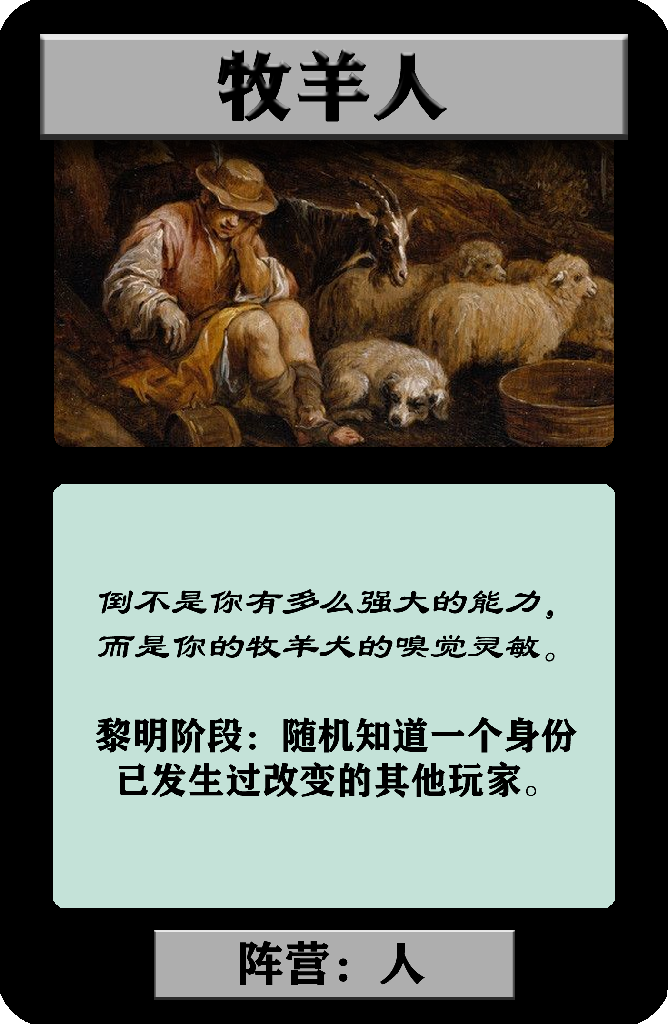 牧羊人
倒不是你有多么强大的能力，
而是你的牧羊犬的嗅觉灵敏。
黎明阶段：随机知道一个身份
已发生过改变的其他玩家。
阵营：人